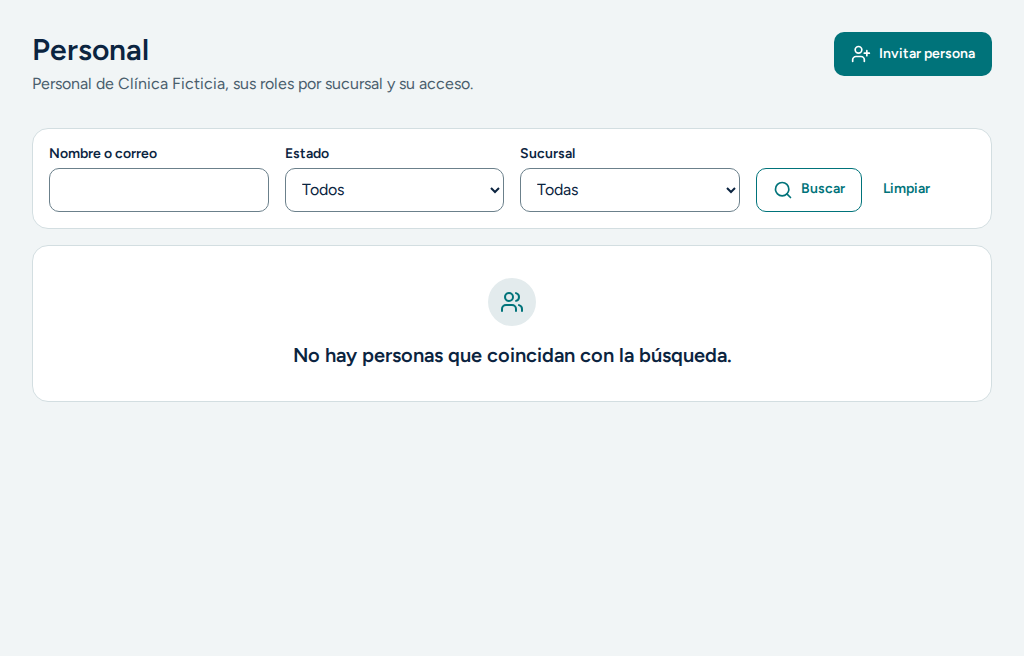 Personal
Invitar persona
Personal de Clínica Ficticia, sus roles por sucursal y su acceso.
Nombre o correo
Estado
Sucursal
Todos
Todas
Buscar
Limpiar
No hay personas que coincidan con la búsqueda.